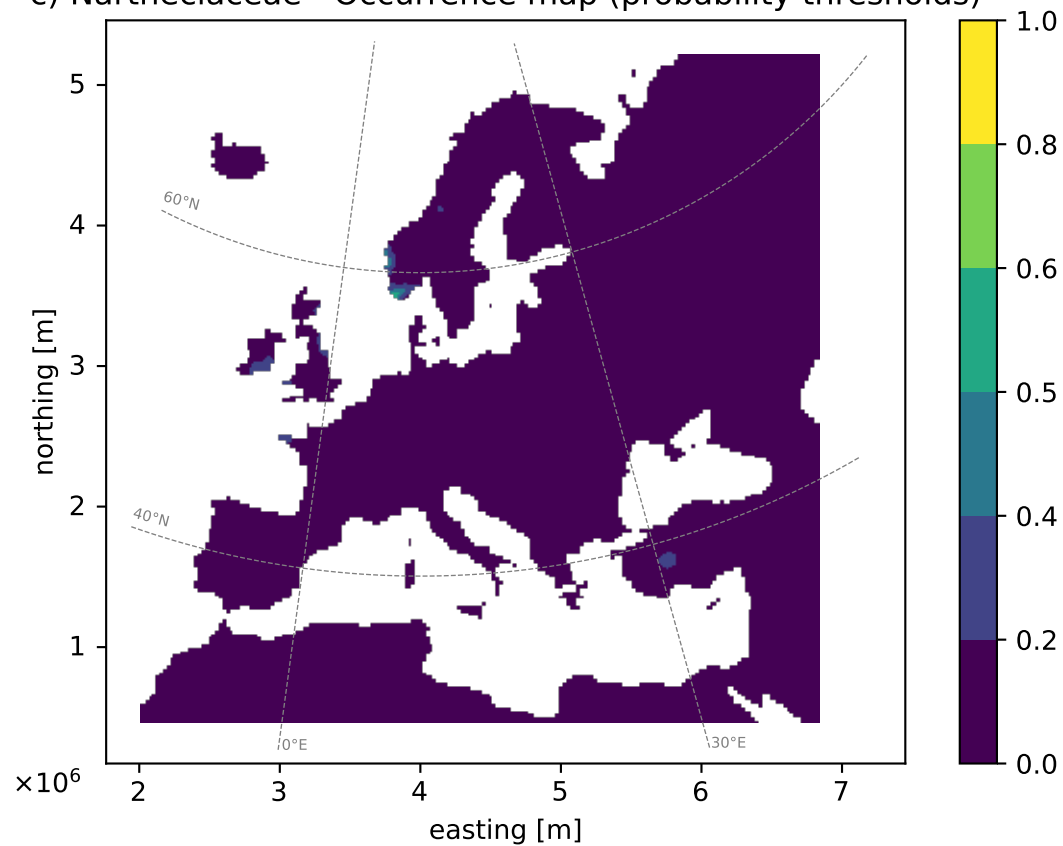 c) Nartheciaceae - Occurrence map (probability thresholds)
1.0
0.8
0.6
0.5
0.4
0.2
0.0
5
4
3
2
1
northing [m]
60°N
40°N
0°E
30°E
×10⁶
2 3 4 5 6 7
easting [m]